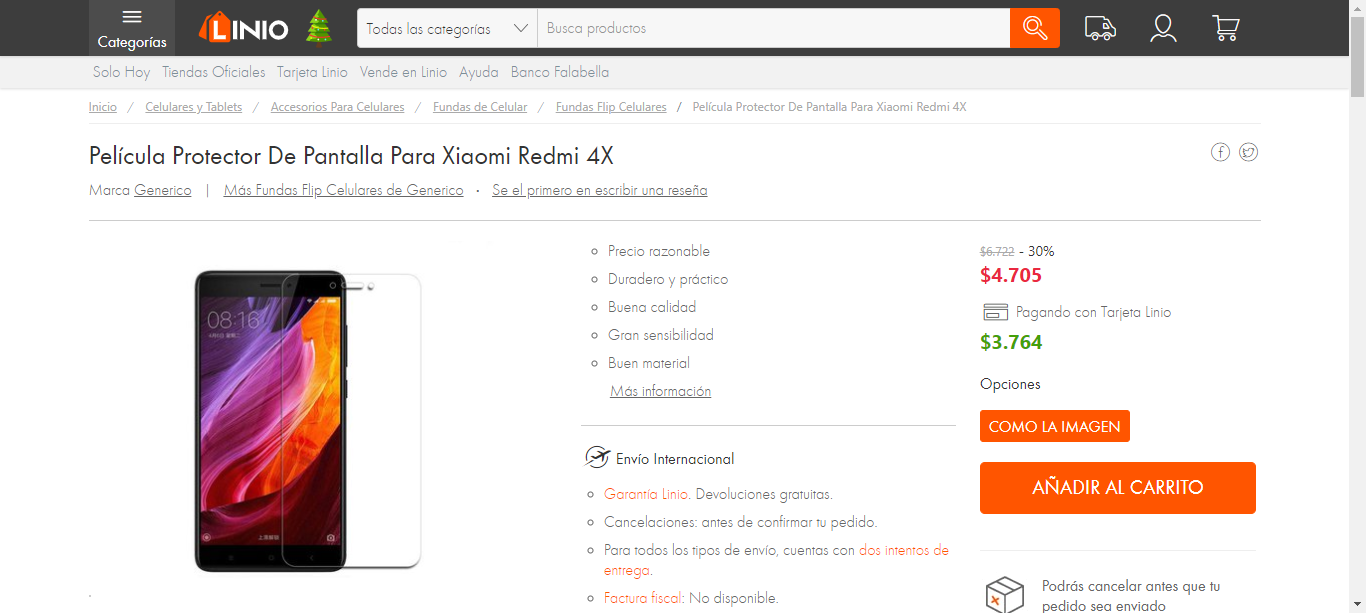 Categorías
LINIO
Todas las categorías
Busca productos
Solo Hoy Tiendas Oficiales Tarjeta Linio Vende en Linio Ayuda Banco Falabella
Inicio / Celulares y Tablets / Accesorios Para Celulares / Fundas de Celular / Fundas Flip Celulares / Película Protector De Pantalla Para Xiaomi Redmi 4X
Película Protector De Pantalla Para Xiaomi Redmi 4X
Marca Generico | Más Fundas Flip Celulares de Generico · Se el primero en escribir una reseña
08:16
Precio razonable
Duradero y práctico
Buena calidad
Gran sensibilidad
Buen material
Más información
Envío Internacional
Garantía Linio. Devoluciones gratuitas.
Cancelaciones: antes de confirmar tu pedido.
Para todos los tipos de envío, cuentas con dos intentos de
entrega.
Factura fiscal: No disponible.
$6.722 - 30%
$4.705
Pagando con Tarjeta Linio
$3.764
Opciones
COMO LA IMAGEN
AÑADIR AL CARRITO
Podrás cancelar antes que tu
pedido sea enviado